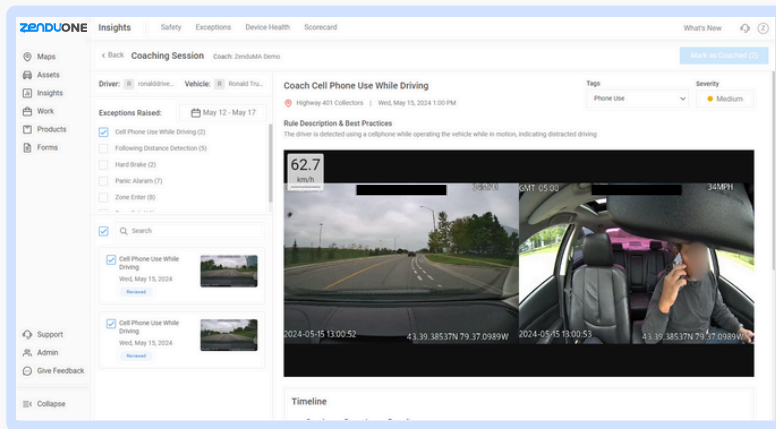 ZENDUONE
Insights
Safety
Exceptions
Device Health
Scorecard
What's New
Maps
Assets
Insights
Work
Products
Forms
Support
Admin
Give Feedback
Collapse
< Back
Coaching Session
Coach: ZenduMA Demo
Mark as Coached (2)
Driver: R ronalddrive... Vehicle: R Ronald Tru...
Exceptions Raised:
May 12 - May 17
Cell Phone Use While Driving (2)
Following Distance Detection (5)
Hard Brake (2)
Panic Alaram (7)
Zone Enter (8)
Search
Cell Phone Use While
Driving
Wed, May 15, 2024
Reviewed
Cell Phone Use While
Driving
Wed, May 15, 2024
Reviewed
Coach Cell Phone Use While Driving
Highway 401 Collectors | Wed, May 15, 2024 1:00 PM
Tags
Phone Use
Severity
Medium
Rule Description & Best Practices
The driver is detected using a cellphone while operating the vehicle while in motion, indicating distracted driving
62.7
km/h
34MPH
GMT 05:00
34MPH
2024-05-15 13:00:52
43.39.38537N 79.37.0989W
2024-05-15 13:00:53
43.39.38537N 79.37.0989W
Timeline